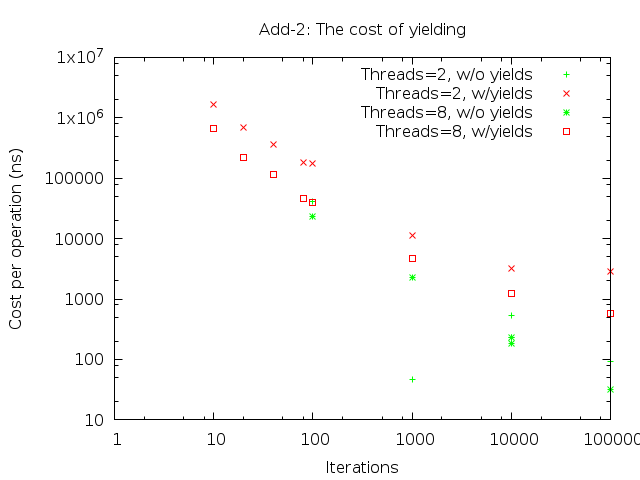 Add-2: The cost of yielding
1x10^7
1x10^6
100000
10000
1000
100
10
Cost per operation (ns)
Threads=2, w/o yields
Threads=2, w/yields
Threads=8, w/o yields
Threads=8, w/yields
1 10 100 1000 10000 100000
Iterations